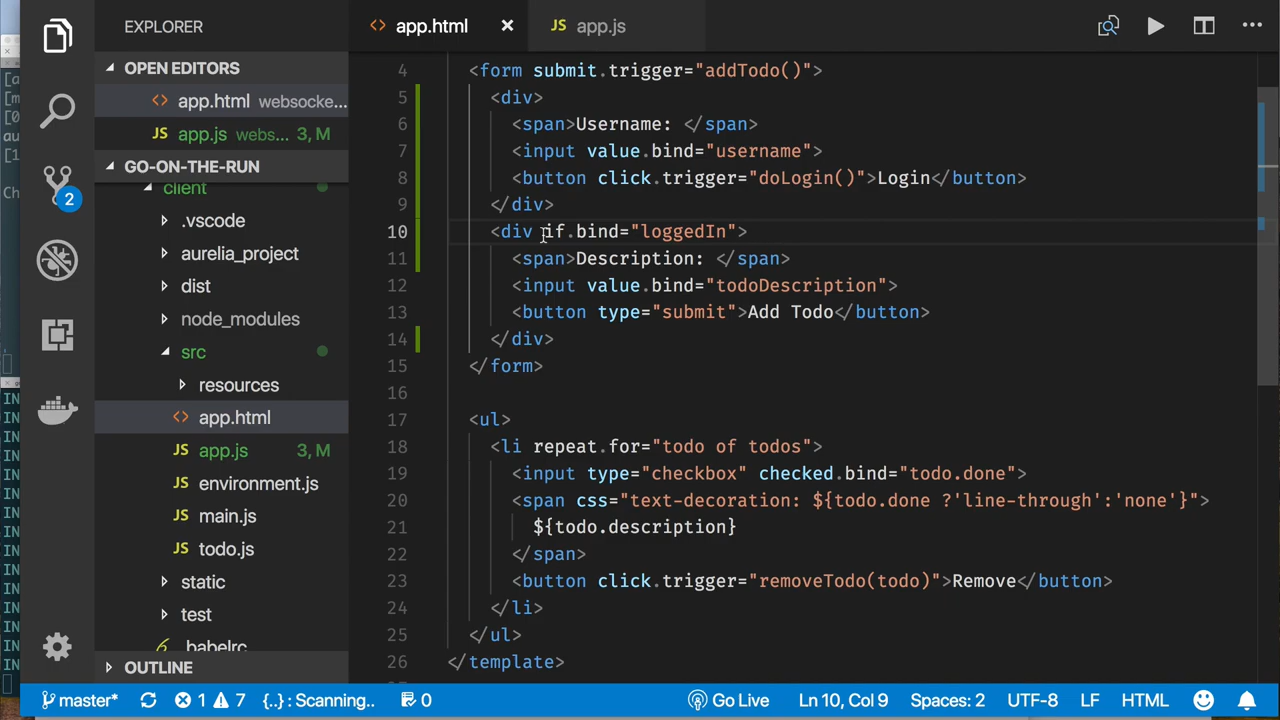 EXPLORER
app.html
JS app.js
OPEN EDITORS
app.html websocke...
JS app.js webs... 3, M
GO-ON-THE-RUN
client
.vscode
aurelia_project
dist
node_modules
src
resources
app.html
JS app.js 3, M
JS environment.js
JS main.js
JS todo.js
static
test
.babelrc
OUTLINE
2
4 <form submit.trigger="addTodo()">
5 <div>
6 <span>Username: </span>
7 <input value.bind="username">
8 <button click.trigger="doLogin()">Login</button>
9 </div>
10 <div if.bind="loggedIn">
11 <span>Description: </span>
12 <input value.bind="todoDescription">
13 <button type="submit">Add Todo</button>
14 </div>
15 </form>
16
17 <ul>
18 <li repeat.for="todo of todos">
19 <input type="checkbox" checked.bind="todo.done">
20 <span css="text-decoration: ${todo.done ?'line-through':'none'}">
21 ${todo.description}
22 </span>
23 <button click.trigger="removeTodo(todo)">Remove</button>
24 </li>
25 </ul>
26 </template>
master* 1 7 {..} : Scanning.. 0 Go Live Ln 10, Col 9 Spaces: 2 UTF-8 LF HTML